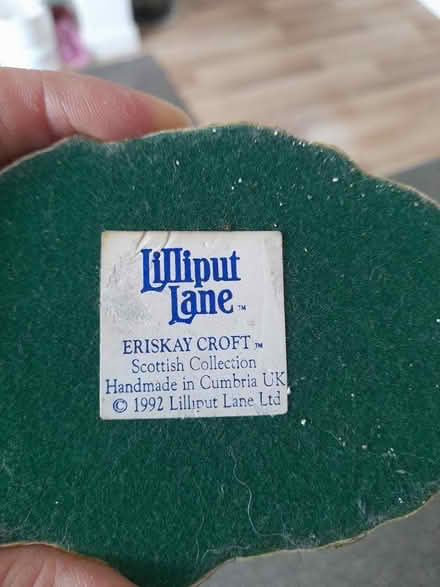 Lilliput
Lane™
ERISKAY CROFT™
Scottish Collection
Handmade in Cumbria UK
© 1992 Lilliput Lane Ltd